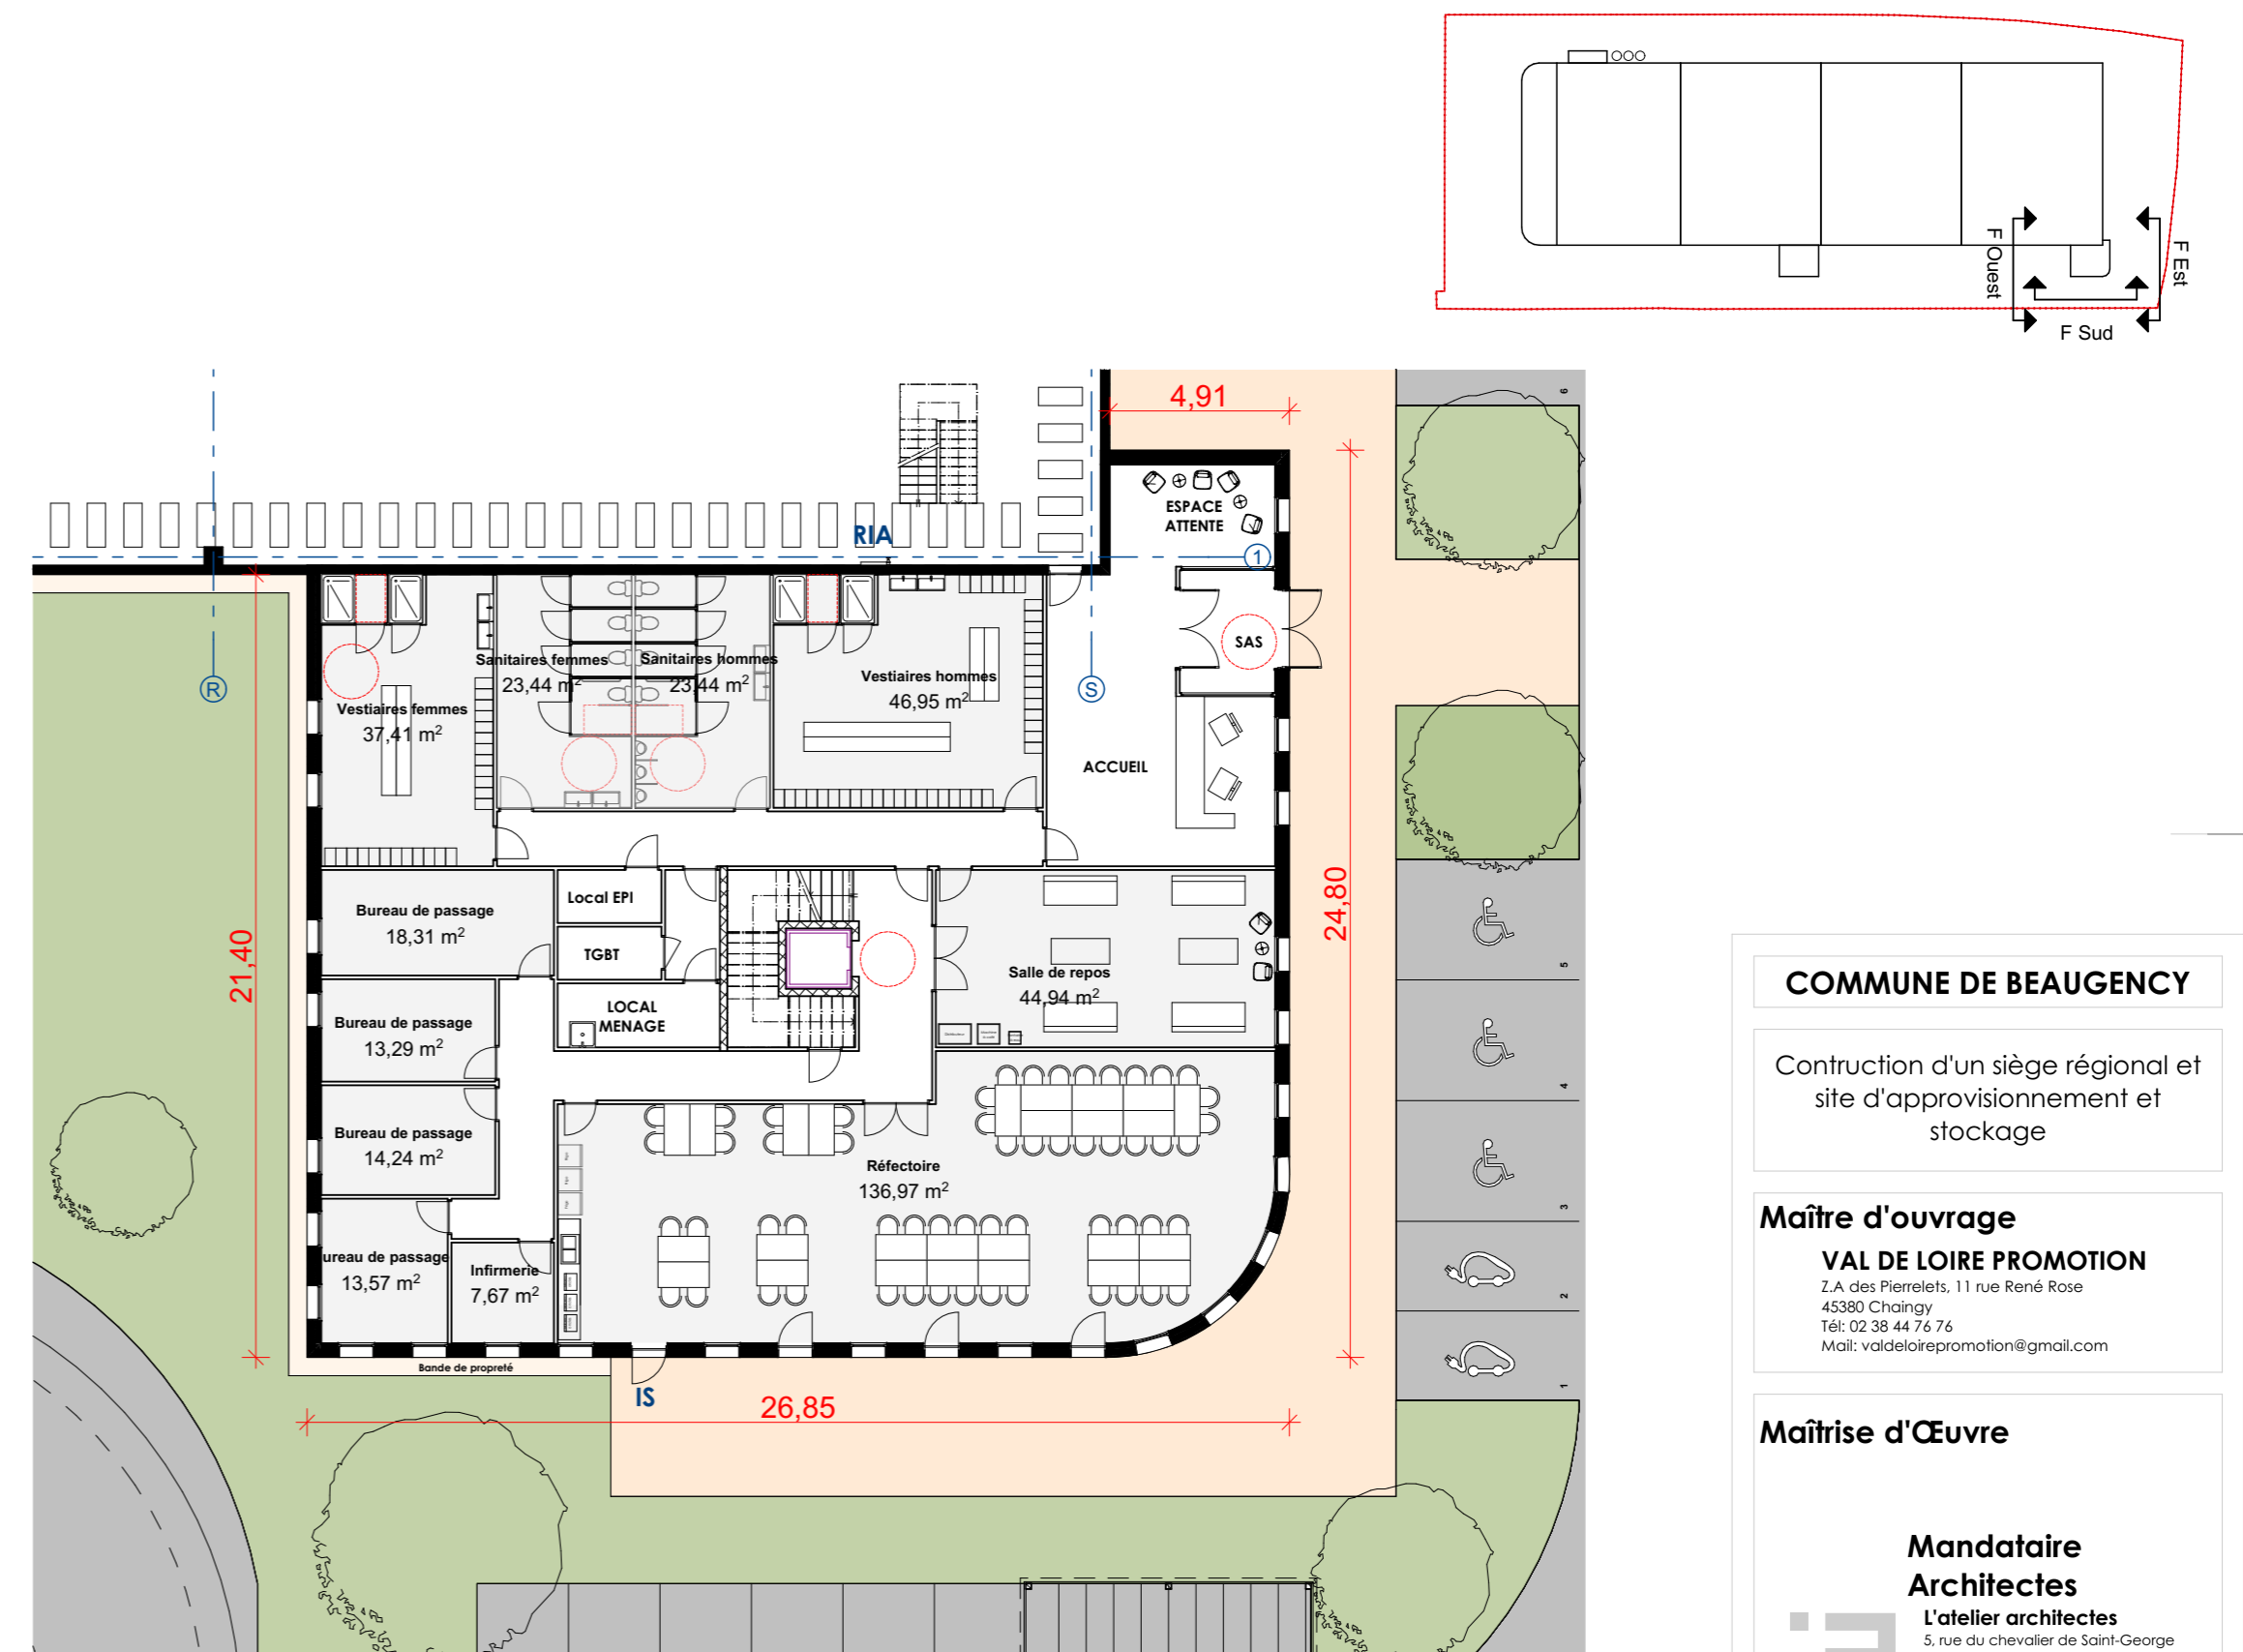 F Ouest
F Est
F Sud
4,91
ESPACE
ATTENTE
RIA
1
SAS
R
S
Sanitaires femmes
23,44 m²
Sanitaires hommes
23,44 m²
Vestiaires hommes
46,95 m²
Vestiaires femmes
37,41 m²
ACCUEIL
21,40
24,80
Bureau de passage
18,31 m²
Local EPI
TGBT
LOCAL
MENAGE
Salle de repos
44,94 m²
Bureau de passage
13,29 m²
Bureau de passage
14,24 m²
Réfectoire
136,97 m²
ureau de passage
13,57 m²
Infirmerie
7,67 m²
Bande de propreté
IS
26,85
6
5
4
3
2
1
COMMUNE DE BEAUGENCY
Contruction d'un siège régional et
site d'approvisionnement et
stockage
Maître d'ouvrage
VAL DE LOIRE PROMOTION
Z.A des Pierrelets, 11 rue René Rose
45380 Chaingy
Tél: 02 38 44 76 76
Mail: valdeloirepromotion@gmail.com
Maîtrise d'Œuvre
Mandataire
Architectes
L'atelier architectes
5, rue du chevalier de Saint-George